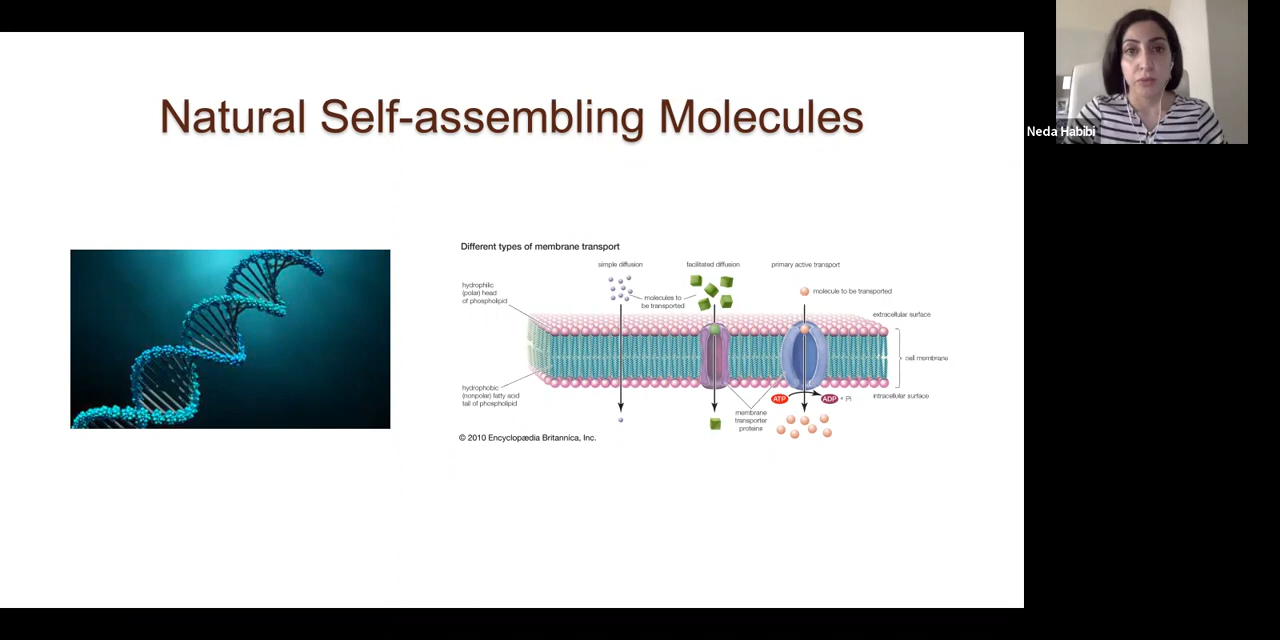 Natural Self-assembling Molecules
Neda Habibi
Different types of membrane transport
simple diffusion
facilitated diffusion
primary active transport
hydrophilic
(polar) head
of phospholipid
molecules to
be transported
molecule to be transported
extracellular surface
cell membrane
hydrophobic
(nonpolar) fatty acid
tail of phospholipid
membrane
transporter
proteins
ATP
ADP + Pi
intracellular surface
© 2010 Encyclopædia Britannica, Inc.